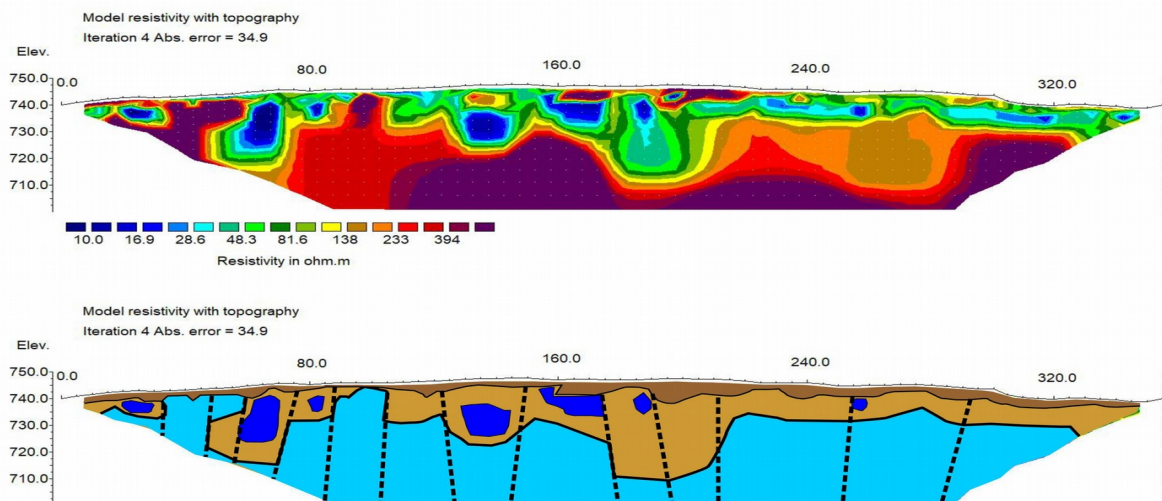 Model resistivity with topography
Iteration 4 Abs. error = 34.9
Elev.
750.0 0.0 80.0 160.0 240.0 320.0
740.0
730.0
720.0
710.0
10.0 16.9 28.6 48.3 81.6 138 233 394
Resistivity in ohm.m
Model resistivity with topography
Iteration 4 Abs. error = 34.9
Elev.
750.0 0.0 80.0 160.0 240.0 320.0
740.0
730.0
720.0
710.0